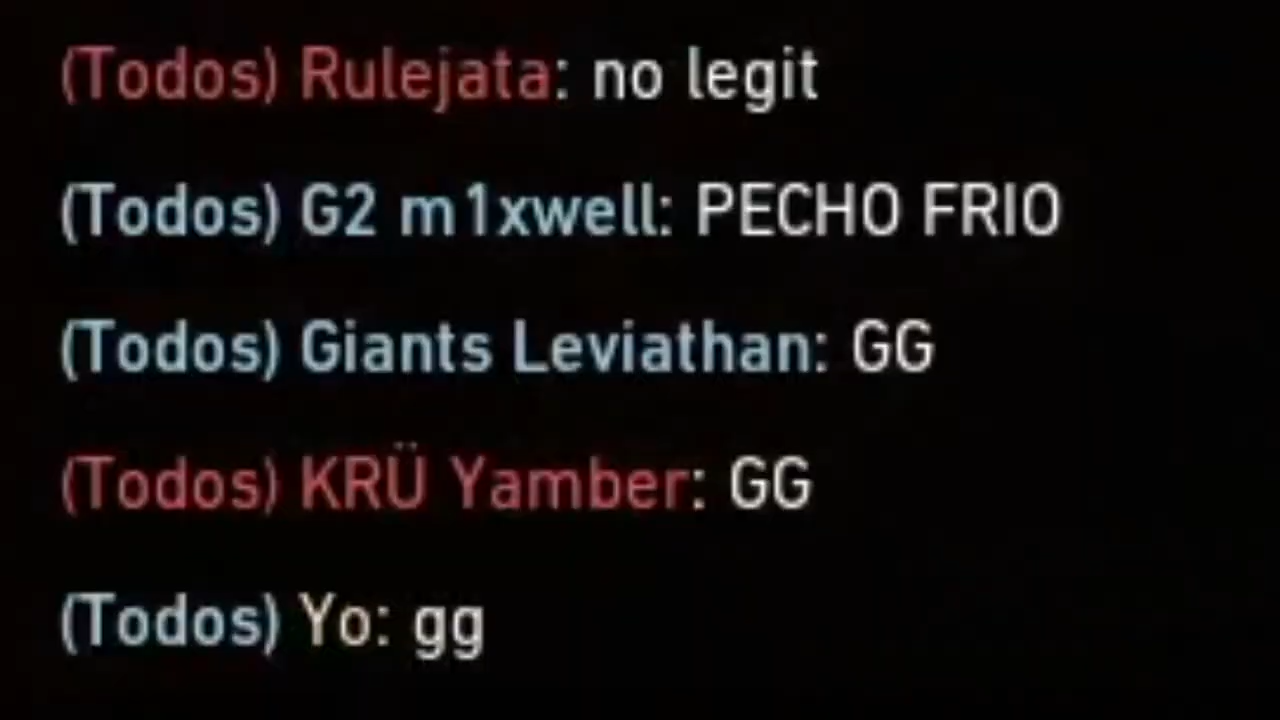 (Todos) Rulejata: no legit
(Todos) G2 m1xwell: PECHO FRIO
(Todos) Giants Leviathan: GG
(Todos) KRÜ Yamber: GG
(Todos) Yo: gg